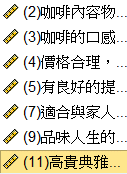 (2)咖啡內容物...
(3)咖啡的口感...
(4)價格合理，...
(5)有良好的提...
(7)適合與家人...
(9)品味人生的...
(11)高貴典雅...